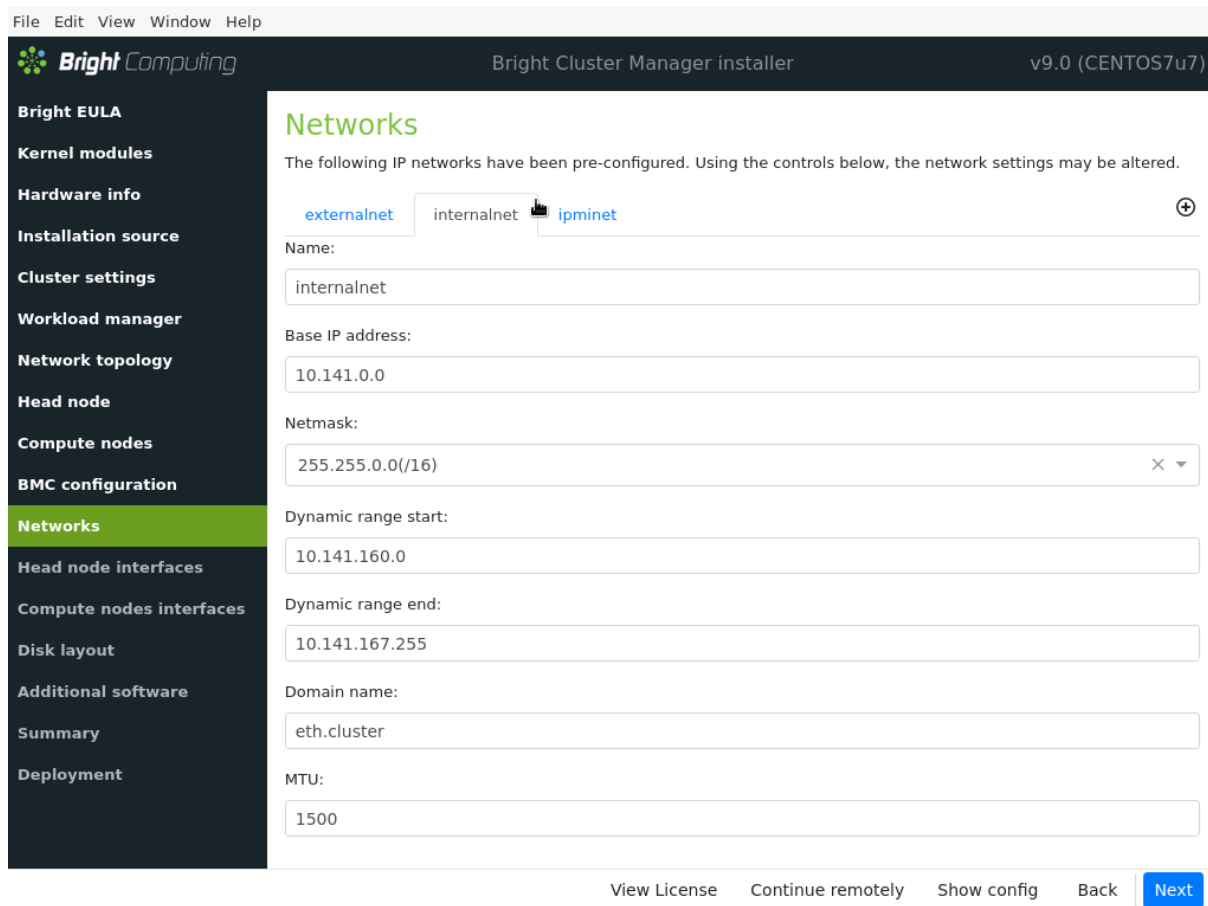 File Edit View Window Help
Bright Computing
Bright Cluster Manager installer
v9.0 (CENTOS7u7)
Bright EULA
Kernel modules
Hardware info
Installation source
Cluster settings
Workload manager
Network topology
Head node
Compute nodes
BMC configuration
Networks
Head node interfaces
Compute nodes interfaces
Disk layout
Additional software
Summary
Deployment
Networks
The following IP networks have been pre-configured. Using the controls below, the network settings may be altered.
externalnet internalnet ipminet
Name:
internalnet
Base IP address:
10.141.0.0
Netmask:
255.255.0.0(/16)
Dynamic range start:
10.141.160.0
Dynamic range end:
10.141.167.255
Domain name:
eth.cluster
MTU:
1500
View License Continue remotely Show config Back Next